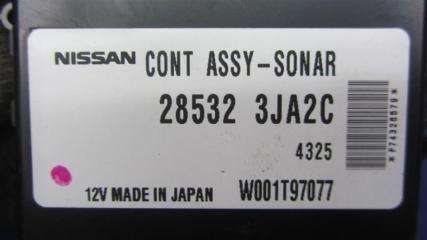 NISSAN CONT ASSY-SONAR
28532 3JA2C
4325
12V MADE IN JAPAN W001T97077